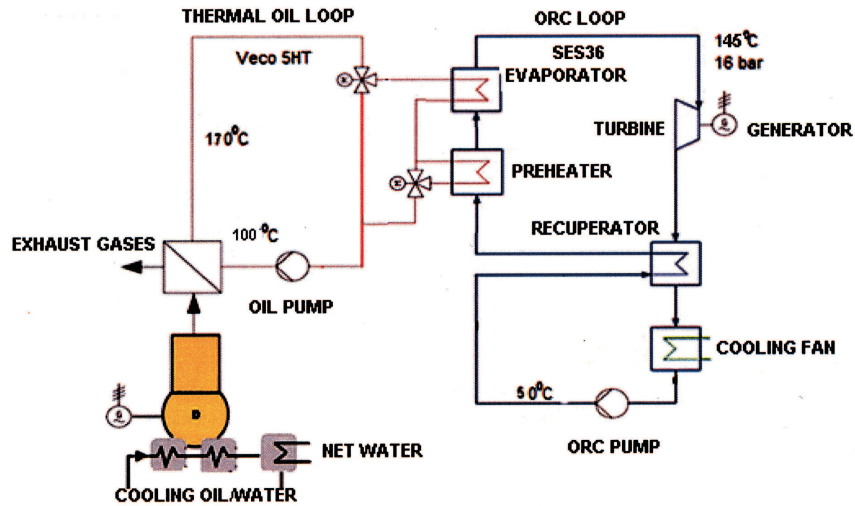 THERMAL OIL LOOP
ORC LOOP
Veco 5HT
SES36
EVAPORATOR
145°C
16 bar
M
TURBINE
G
GENERATOR
170°C
M
PREHEATER
EXHAUST GASES
100°C
RECUPERATOR
OIL PUMP
COOLING FAN
50°C
G
D
ORC PUMP
NET WATER
COOLING OIL/WATER